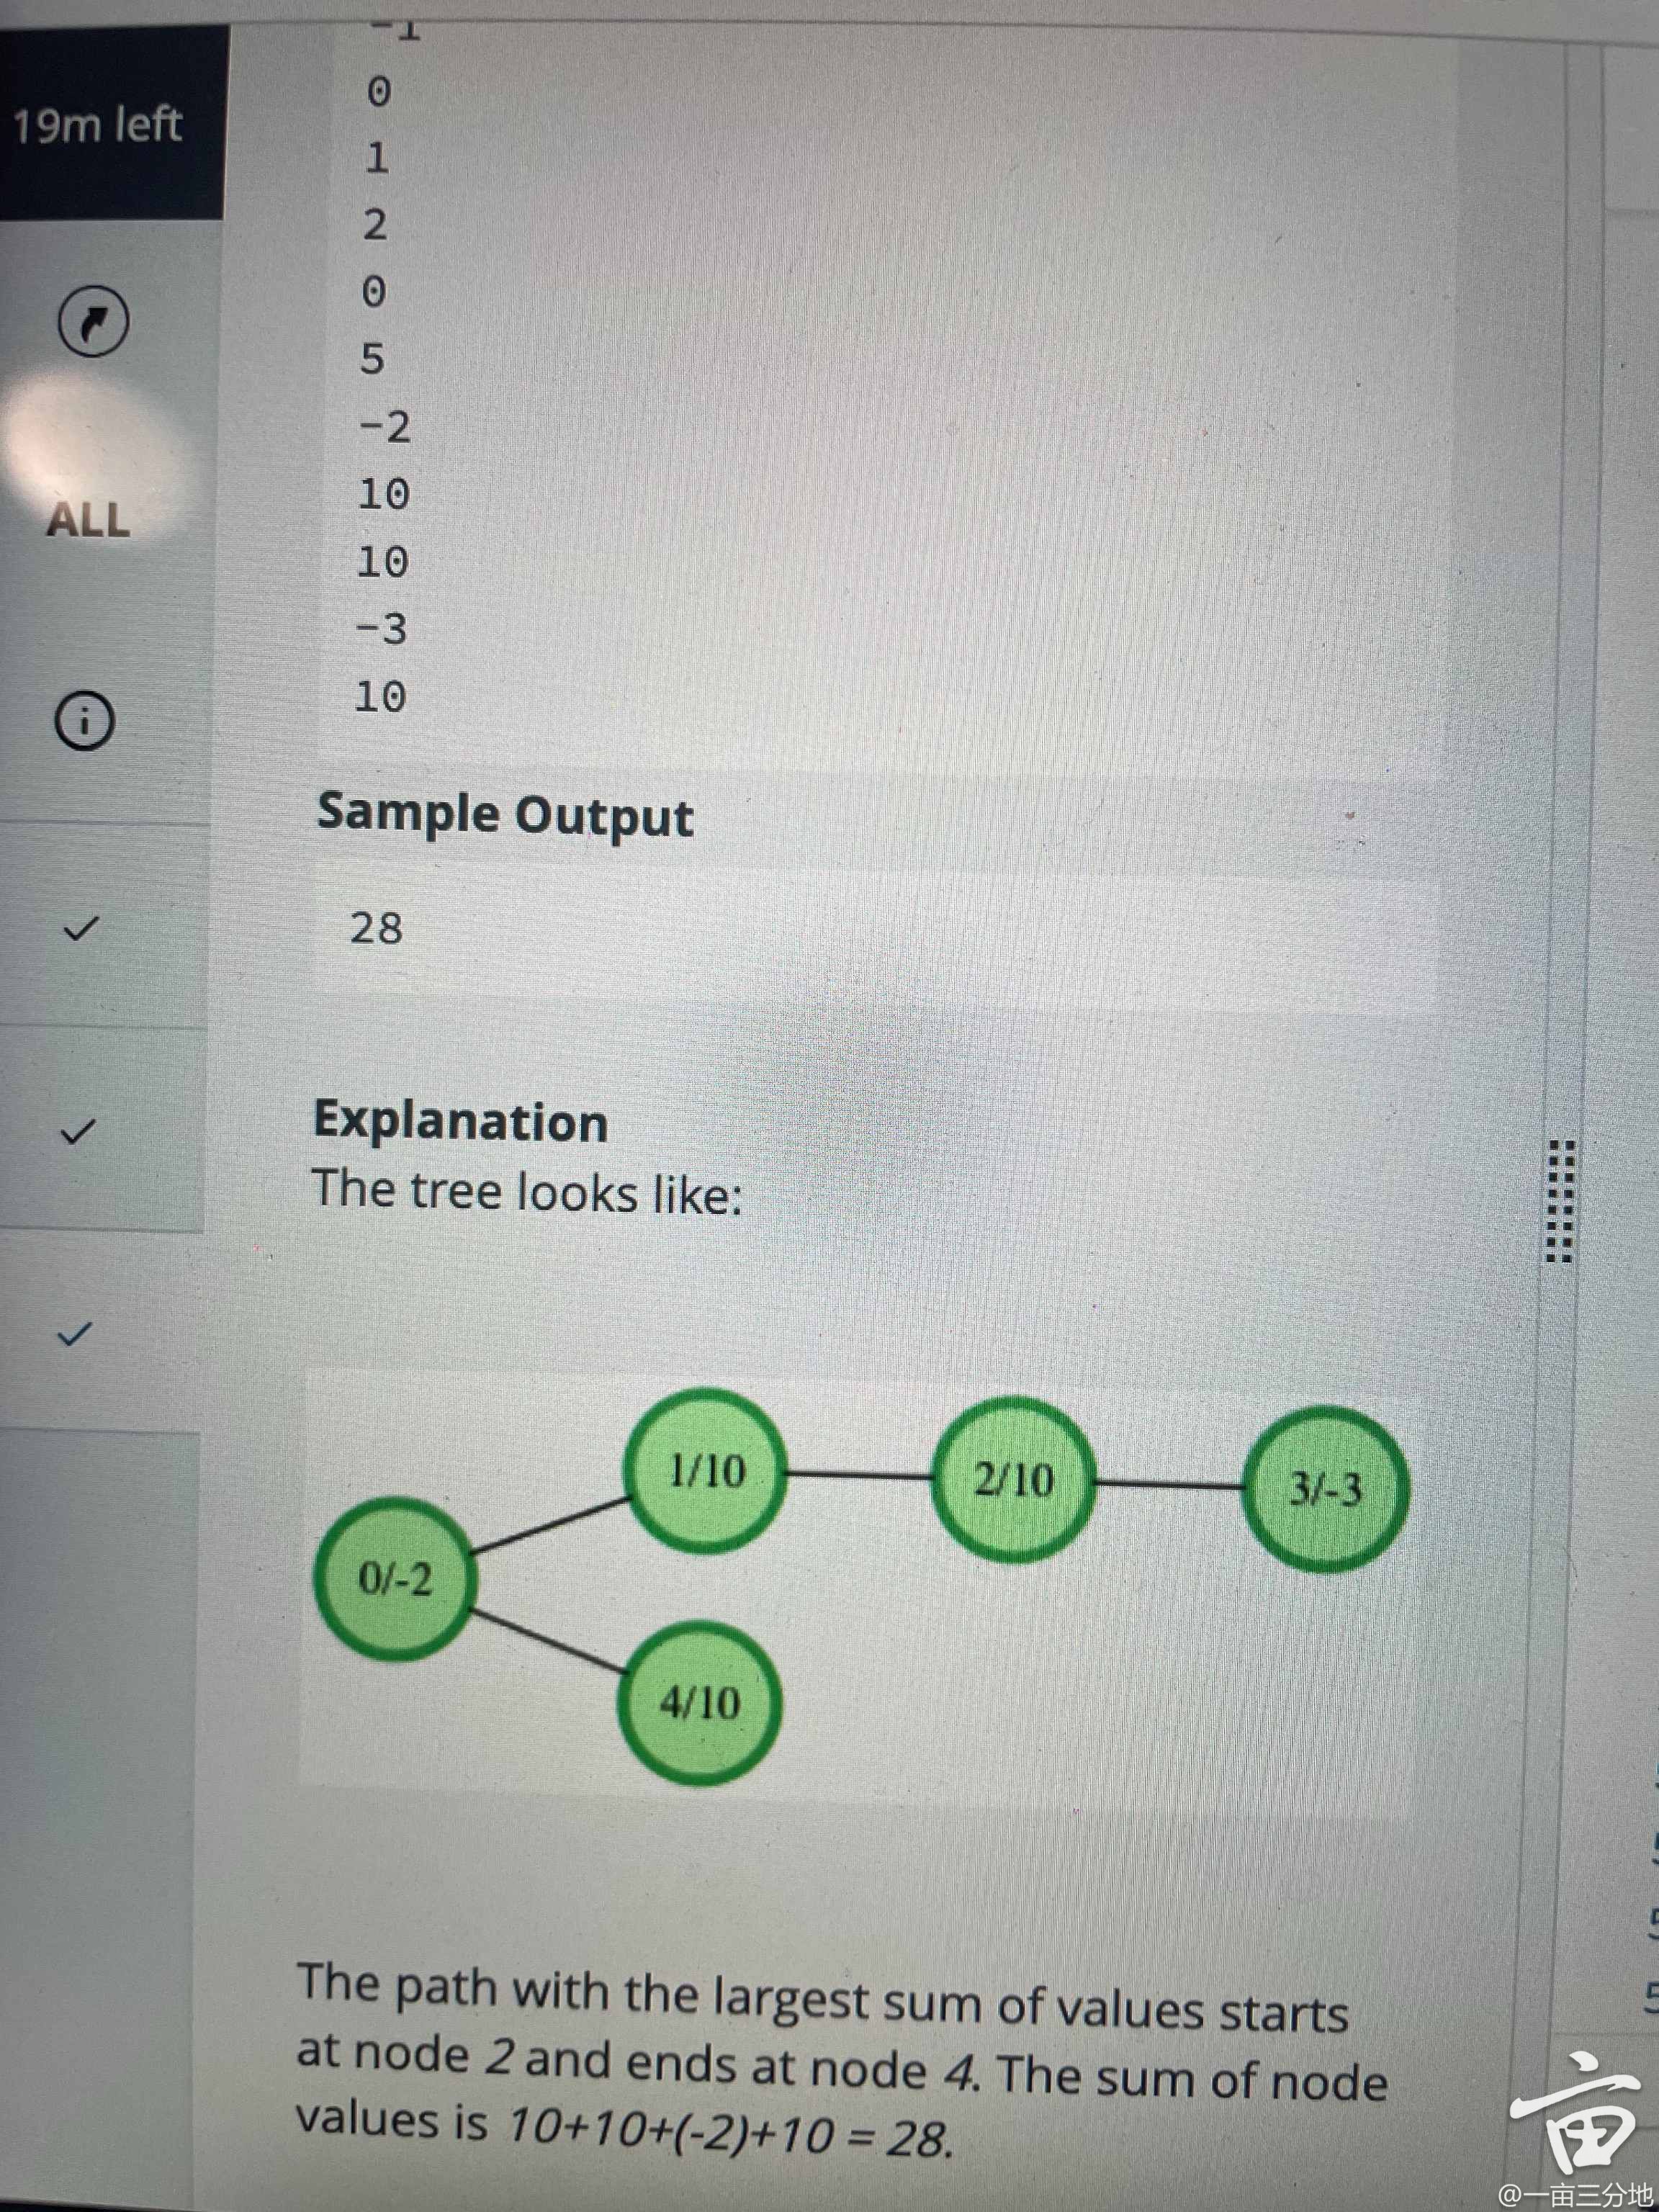 -1
0
19m left
1
2
0
5
-2
10
ALL
10
-3
10
Sample Output
28
Explanation
The tree looks like:
1/10
2/10
3/-3
0/-2
4/10
The path with the largest sum of values starts
at node 2 and ends at node 4. The sum of node
values is 10+10+(-2)+10 = 28.
亩
@一亩三分地